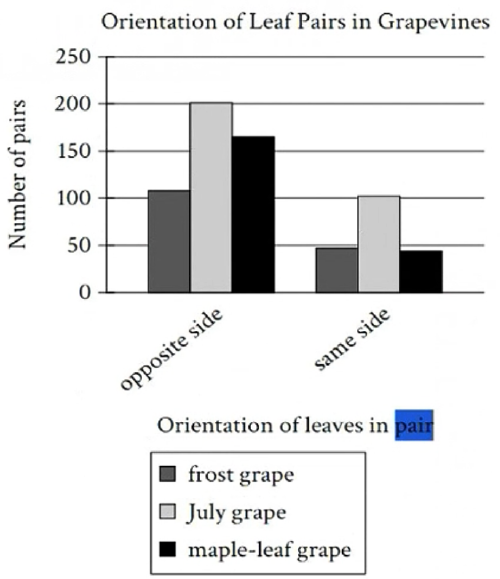 Orientation of Leaf Pairs in Grapevines
Number of pairs
250
200
150
100
50
0
opposite side
same side
Orientation of leaves in pair
frost grape
July grape
maple-leaf grape